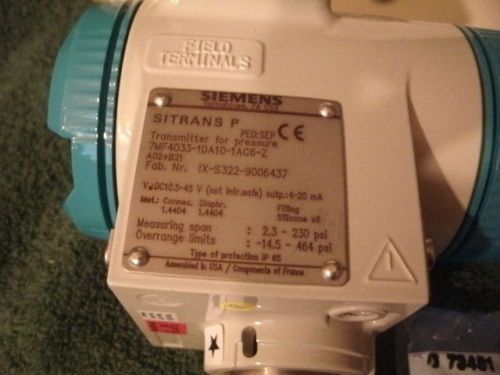 FIELD
TERMINALS
SIEMENS
SITRANS P
PED:SEP CE
Transmitter for pressure
7MF4033-1DA10-1AC6-Z
A02+B21
Fab. Nr. IX-S322-9006437
DC10.5-45 V (not intr.safe) outp.:4-20 mA
Mat.: Connec. Diaphr. Filling
1.4404 1.4404 Silicone oil
Measuring span : 2.3 - 230 psi
Overrange limits : -14.5 - 464 psi
Type of protection IP 65
Assembled in USA / Components of France
73451